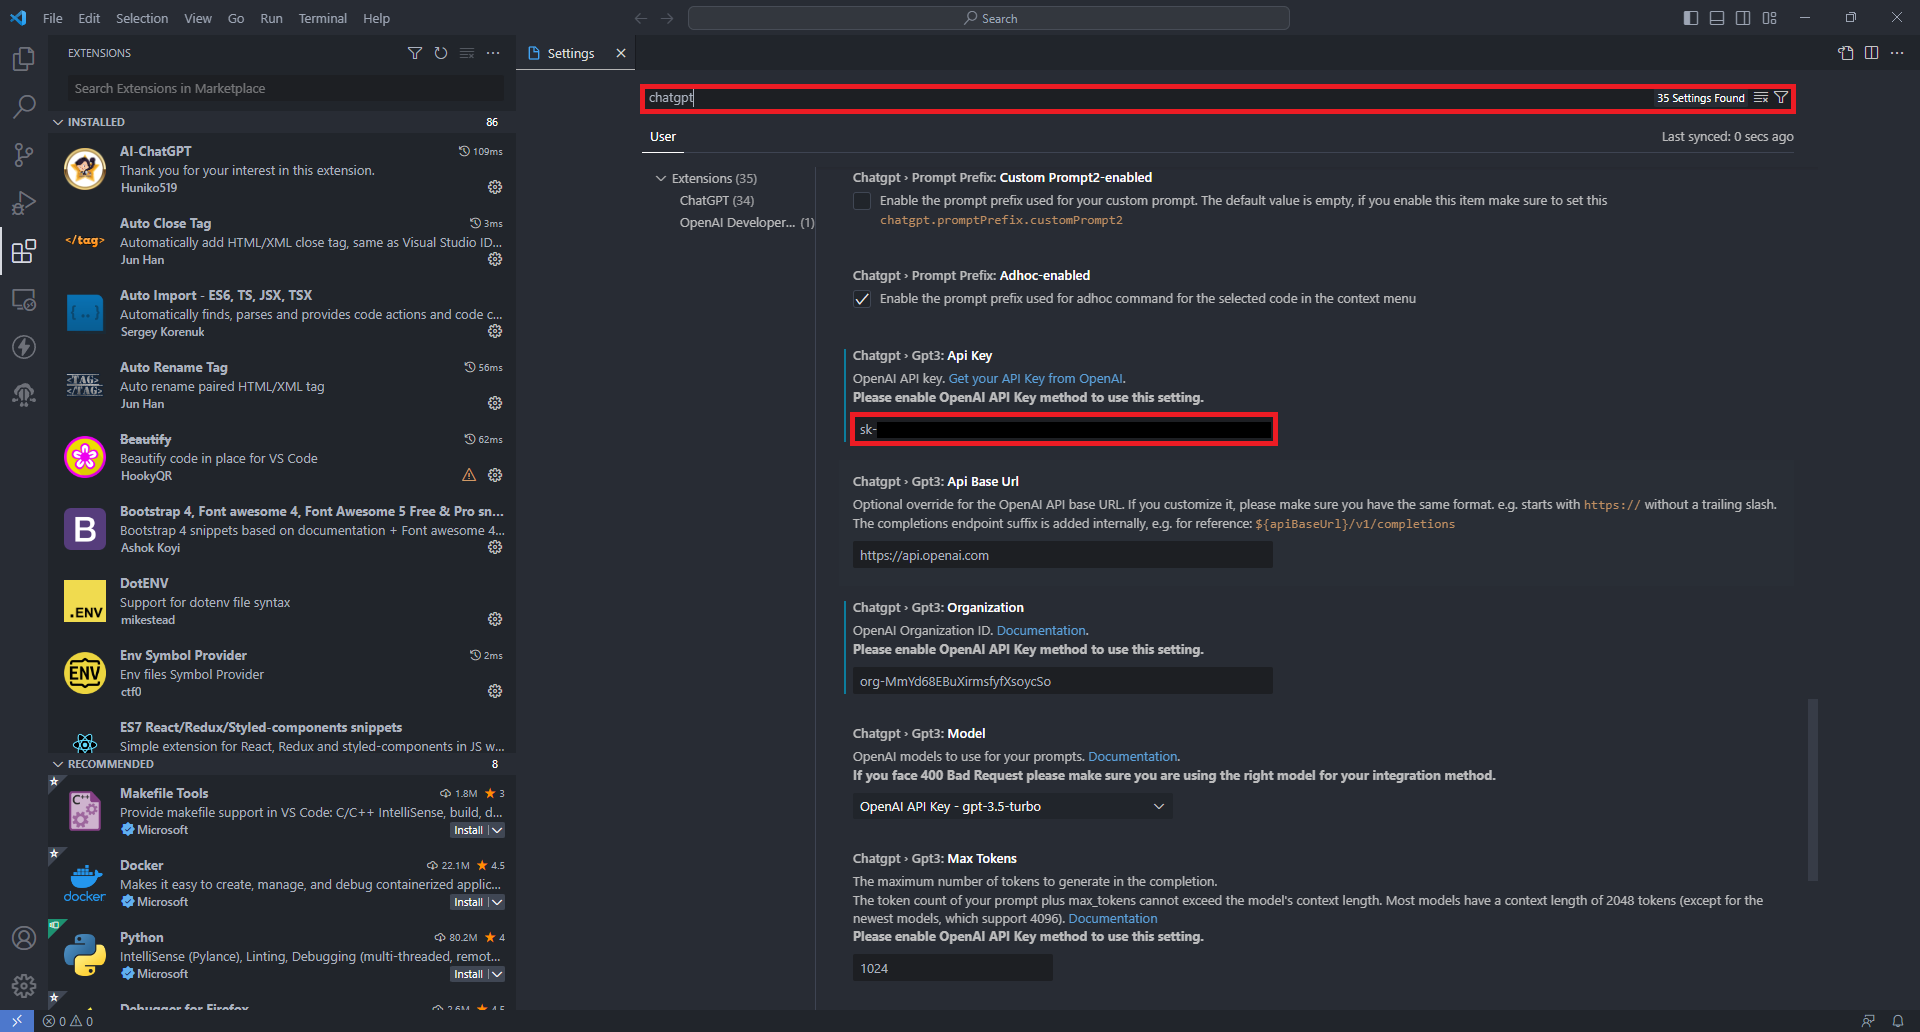 File Edit Selection View Go Run Terminal Help
Search
EXTENSIONS
Search Extensions in Marketplace
INSTALLED 86
AI-ChatGPT 109ms
Thank you for your interest in this extension.
Huniko519
Auto Close Tag 3ms
</tag>
Automatically add HTML/XML close tag, same as Visual Studio ID...
Jun Han
Auto Import - ES6, TS, JSX, TSX
{..}
Automatically finds, parses and provides code actions and code c...
Sergey Korenuk
Auto Rename Tag 56ms
<TAG>
</TAG>
Auto rename paired HTML/XML tag
Jun Han
Beautify 62ms
Beautify code in place for VS Code
HookyQR
Bootstrap 4, Font awesome 4, Font Awesome 5 Free & Pro sn...
B
Bootstrap 4 snippets based on documentation + Font awesome 4...
Ashok Koyi
DotENV
.ENV
Support for dotenv file syntax
mikestead
Env Symbol Provider 2ms
ENV
Env files Symbol Provider
ctf0
ES7 React/Redux/Styled-components snippets
Simple extension for React, Redux and styled-components in JS w...
RECOMMENDED 8
Makefile Tools 1.8M 3
C++
Provide makefile support in VS Code: C/C++ IntelliSense, build, d...
Microsoft Install
Docker 22.1M 4.5
docker
Makes it easy to create, manage, and debug containerized applic...
Microsoft Install
Python 80.2M 4
IntelliSense (Pylance), Linting, Debugging (multi-threaded, remot...
Microsoft Install
Debugger for Firefox 2.6M 4.5
0 0
Settings
chatgpt 35 Settings Found
User Last synced: 0 secs ago
Extensions (35)
ChatGPT (34)
OpenAI Developer... (1)
Chatgpt › Prompt Prefix: Custom Prompt2-enabled
Enable the prompt prefix used for your custom prompt. The default value is empty, if you enable this item make sure to set this
chatgpt.promptPrefix.customPrompt2
Chatgpt › Prompt Prefix: Adhoc-enabled
Enable the prompt prefix used for adhoc command for the selected code in the context menu
Chatgpt › Gpt3: Api Key
OpenAI API key. Get your API Key from OpenAI.
Please enable OpenAI API Key method to use this setting.
sk-
Chatgpt › Gpt3: Api Base Url
Optional override for the OpenAI API base URL. If you customize it, please make sure you have the same format. e.g. starts with https:// without a trailing slash.
The completions endpoint suffix is added internally, e.g. for reference: ${apiBaseUrl}/v1/completions
https://api.openai.com
Chatgpt › Gpt3: Organization
OpenAI Organization ID. Documentation.
Please enable OpenAI API Key method to use this setting.
org-MmYd68EBuXirmsfyfXsoycSo
Chatgpt › Gpt3: Model
OpenAI models to use for your prompts. Documentation.
If you face 400 Bad Request please make sure you are using the right model for your integration method.
OpenAI API Key - gpt-3.5-turbo
Chatgpt › Gpt3: Max Tokens
The maximum number of tokens to generate in the completion.
The token count of your prompt plus max_tokens cannot exceed the model's context length. Most models have a context length of 2048 tokens (except for the
newest models, which support 4096). Documentation
Please enable OpenAI API Key method to use this setting.
1024